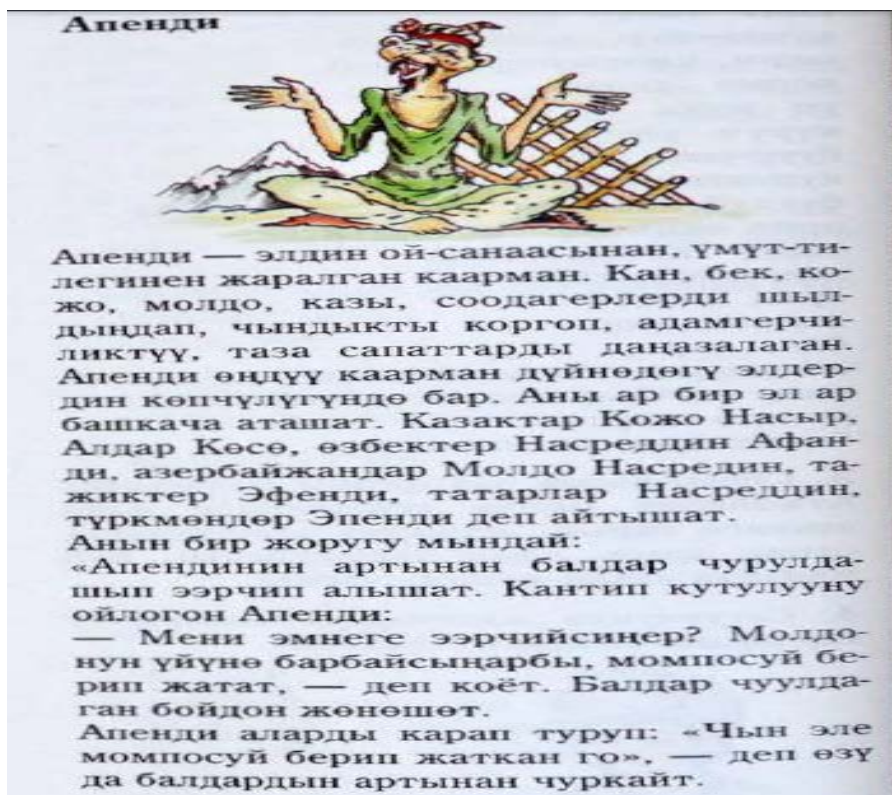 Апенди
Апенди — элдин ой-санаасынан, үмүт-ти-
легинен жаралган каарман. Кан, бек, ко-
жо, молдо, казы, соодагерлерди шыл-
дыңдап, чындыкты коргоп, адамгерчи-
ликтүү, таза сапаттарды даңазалаган.
Апенди өңдүү каарман дүйнөдөгү элдер-
дин көпчүлүгүндө бар. Аны ар бир эл ар
башкача аташат. Казактар Кожо Насыр,
Алдар Көсө, өзбектер Насреддин Афан-
ди, азербайжандар Молдо Насредин, та-
жиктер Эфенди, татарлар Насреддин,
түркмөндөр Эпенди деп айтышат.
Анын бир жоругу мындай:
«Апендинин артынан балдар чурулда-
шып ээрчип алышат. Кантип кутулууну
ойлогон Апенди:
— Мени эмнеге ээрчийсиңер? Молдо-
нун үйүнө барбайсыңарбы, момпосуй бе-
рип жатат, — деп коёт. Балдар чуулда-
ган бойдон жөнөшөт.
Апенди аларды карап туруп: «Чын эле
момпосуй берип жаткан го», — деп өзү
да балдардын артынан чуркайт.